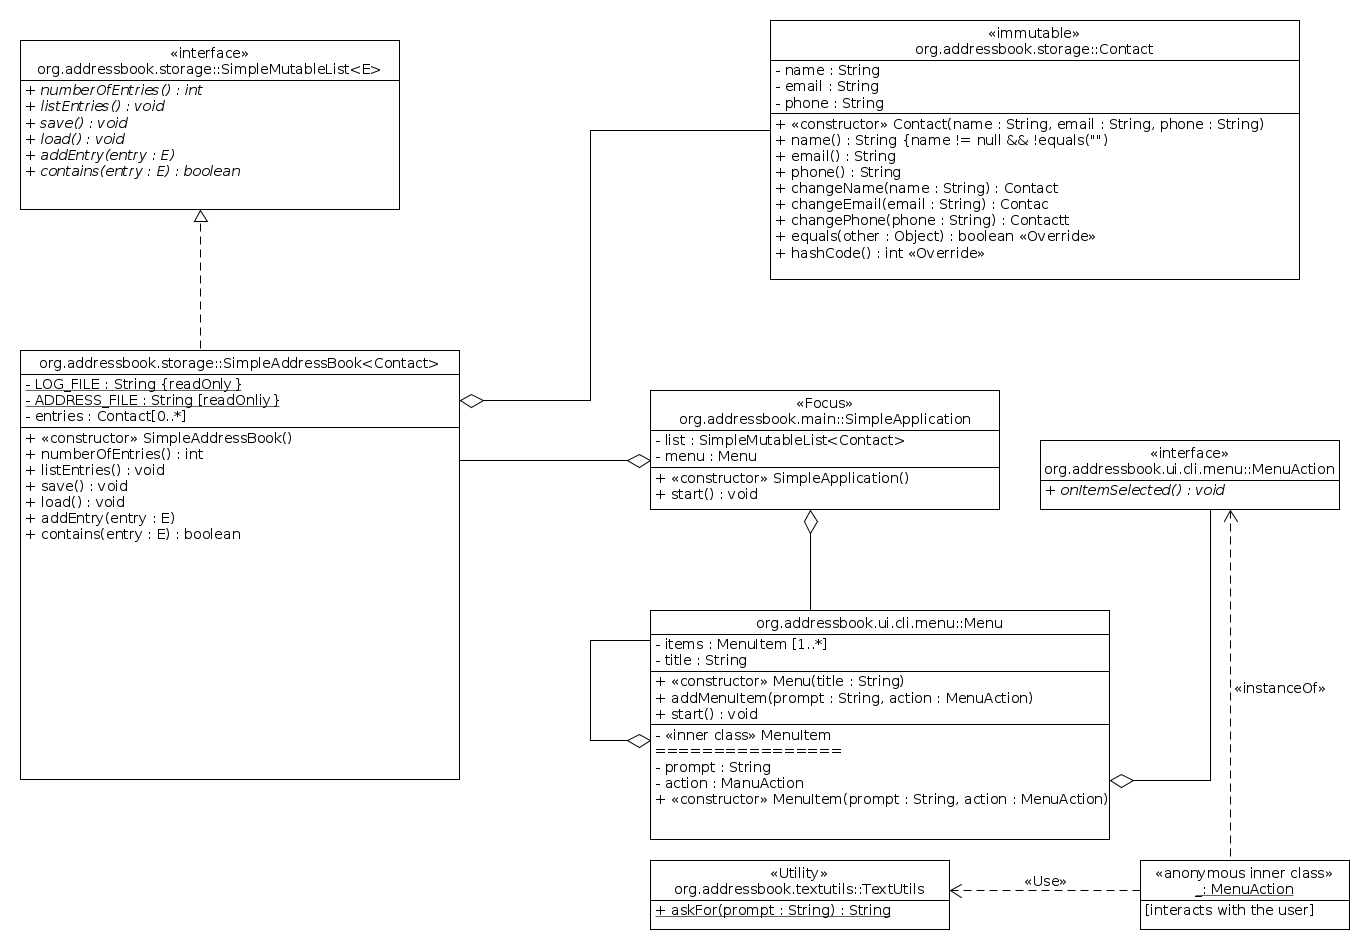 «interface»
org.addressbook.storage::SimpleMutableList<E>
+ numberOfEntries() : int
+ listEntries() : void
+ save() : void
+ load() : void
+ addEntry(entry : E)
+ contains(entry : E) : boolean
«immutable»
org.addressbook.storage::Contact
- name : String
- email : String
- phone : String
+ «constructor» Contact(name : String, email : String, phone : String)
+ name() : String {name != null && !equals("")
+ email() : String
+ phone() : String
+ changeName(name : String) : Contact
+ changeEmail(email : String) : Contac
+ changePhone(phone : String) : Contactt
+ equals(other : Object) : boolean «Override»
+ hashCode() : int «Override»
org.addressbook.storage::SimpleAddressBook<Contact>
- LOG_FILE : String {readOnly}
- ADDRESS_FILE : String [readOnliy}
- entries : Contact[0..*]
+ «constructor» SimpleAddressBook()
+ numberOfEntries() : int
+ listEntries() : void
+ save() : void
+ load() : void
+ addEntry(entry : E)
+ contains(entry : E) : boolean
«Focus»
org.addressbook.main::SimpleApplication
- list : SimpleMutableList<Contact>
- menu : Menu
+ «constructor» SimpleApplication()
+ start() : void
«interface»
org.addressbook.ui.cli.menu::MenuAction
+ onItemSelected() : void
org.addressbook.ui.cli.menu::Menu
- items : MenuItem [1..*]
- title : String
+ «constructor» Menu(title : String)
+ addMenuItem(prompt : String, action : MenuAction)
+ start() : void
- «inner class» MenuItem
================
- prompt : String
- action : ManuAction
+ «constructor» MenuItem(prompt : String, action : MenuAction)
«instanceOf»
«Utility»
org.addressbook.textutils::TextUtils
+ askFor(prompt : String) : String
«Use»
«anonymous inner class»
_: MenuAction
[interacts with the user]